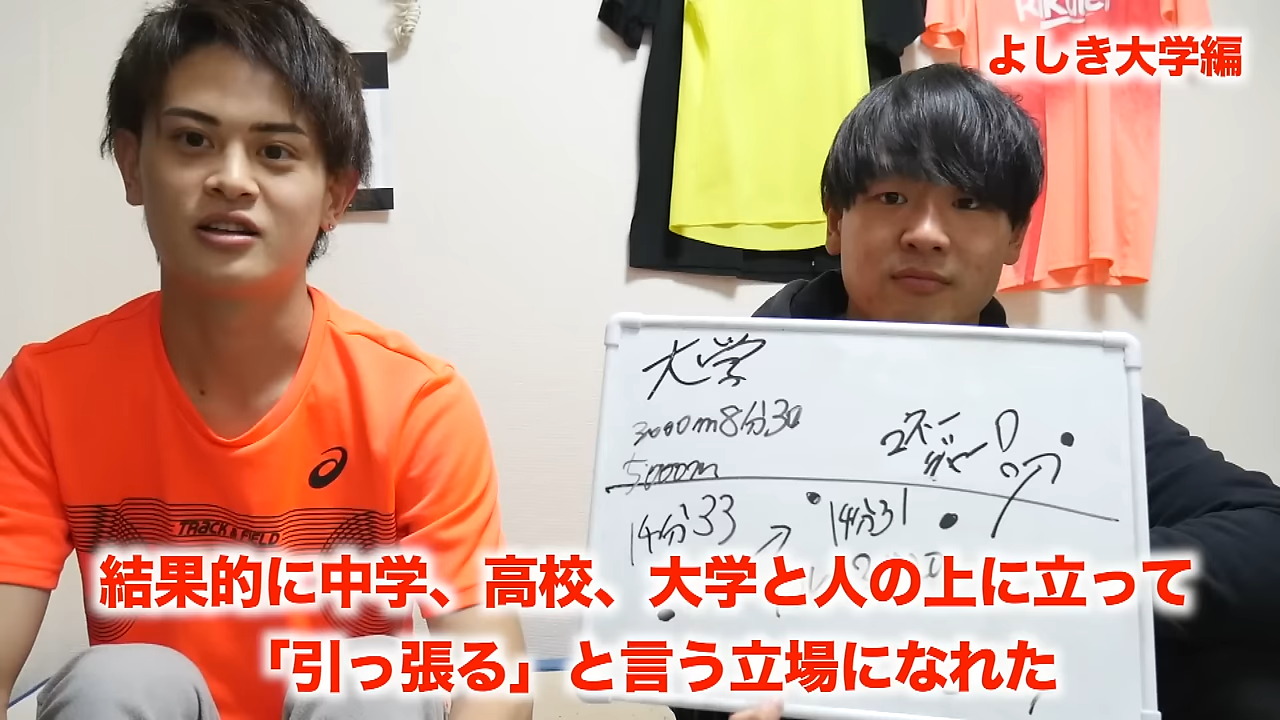 Rakuten
よしき大学編
大学
3000m8分30
5000m
14分33
14分31
asics
TRACK & FIELD
結果的に中学、高校、大学と人の上に立って
「引っ張る」と言う立場になれた